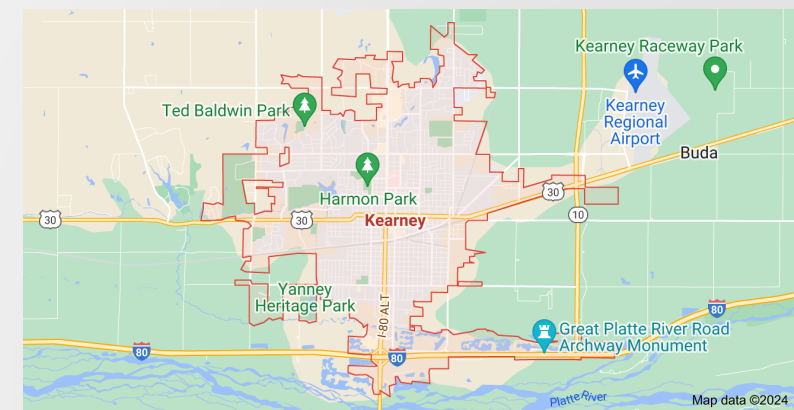 Kearney Raceway Park
Ted Baldwin Park
Kearney
Regional
Airport
Buda
Harmon Park
30
30
30
10
Kearney
Yanney
Heritage Park
I-80 ALT
80
80
80
Great Platte River Road
Archway Monument
Platte River
Map data ©2024